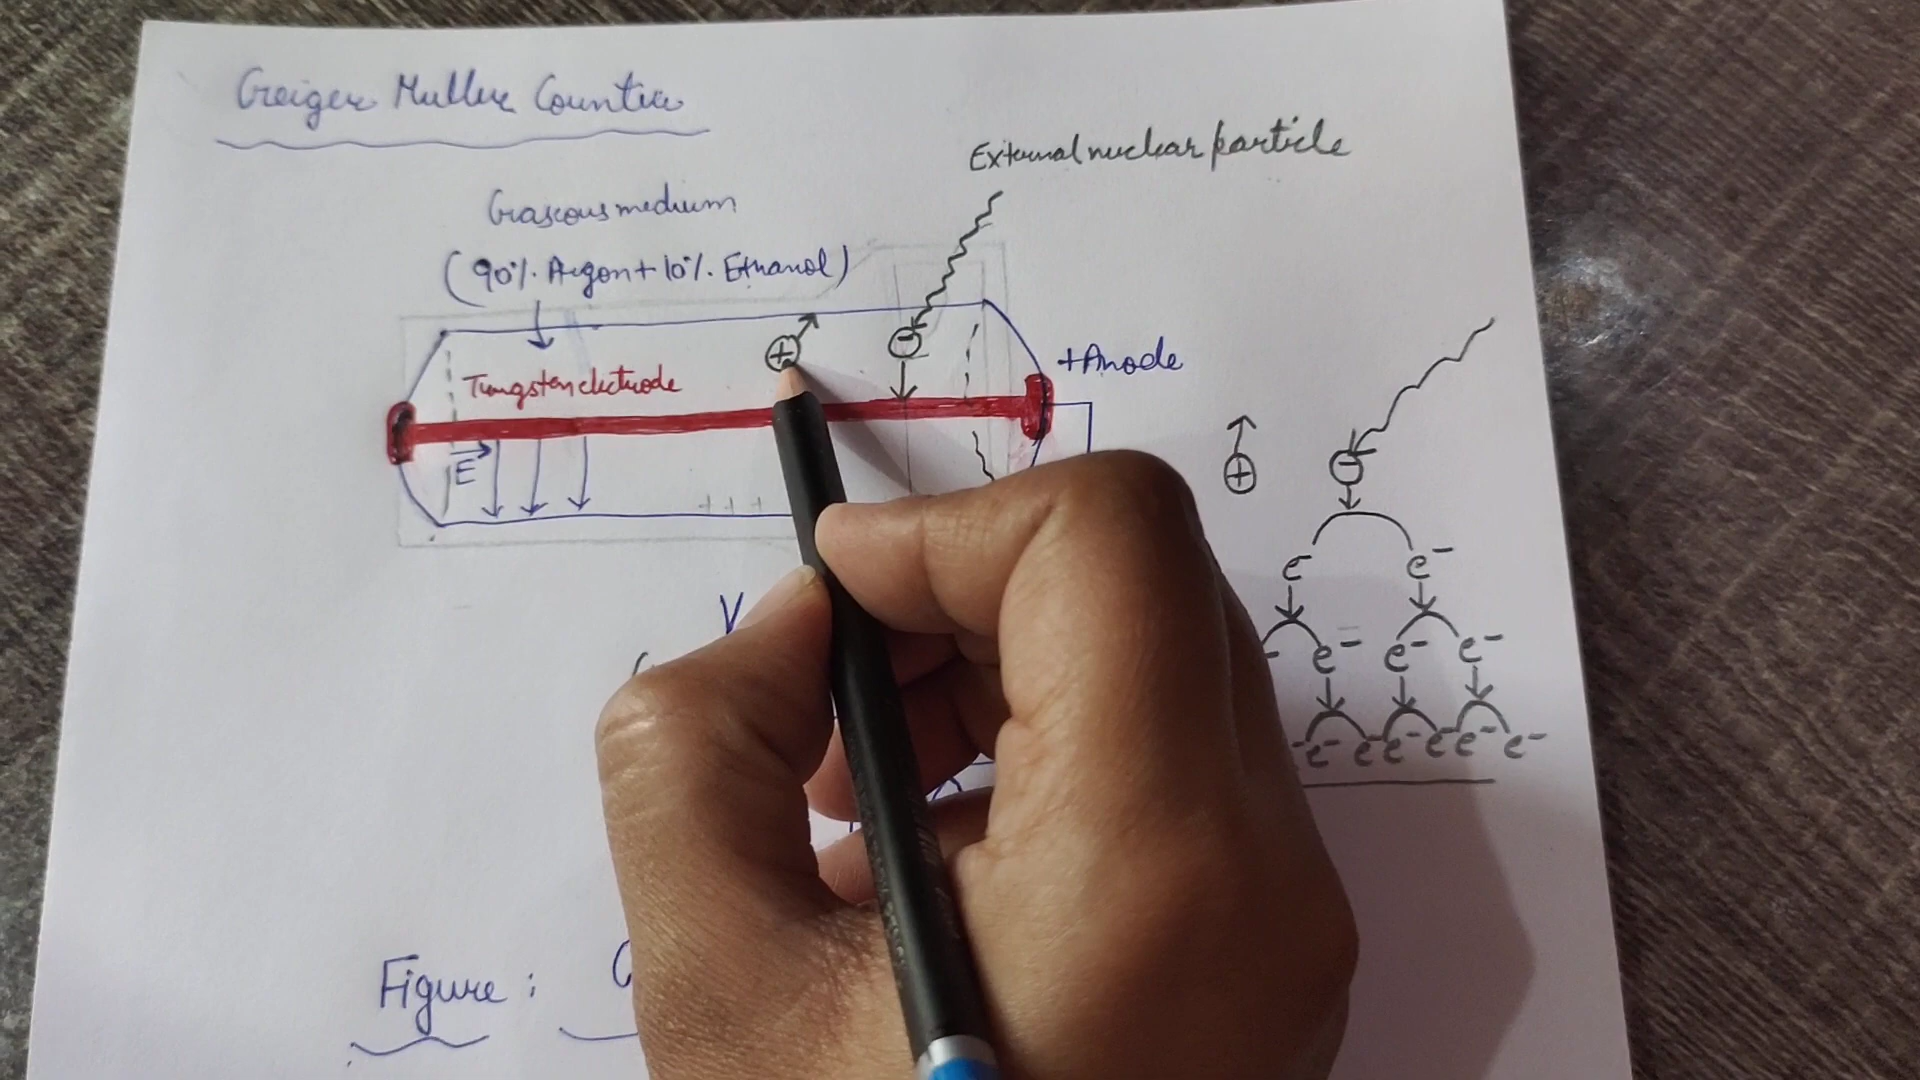 Geiger Muller Counter
External nuclear particle
Gaseous medium
(90% Argon + 10% Ethanol)
+Anode
Tungsten electrode
+
-
E
+ + +
+
-
e-
e-
e-
e-
e-
e-
e-
e-
e-
e-
e-
V
Figure :